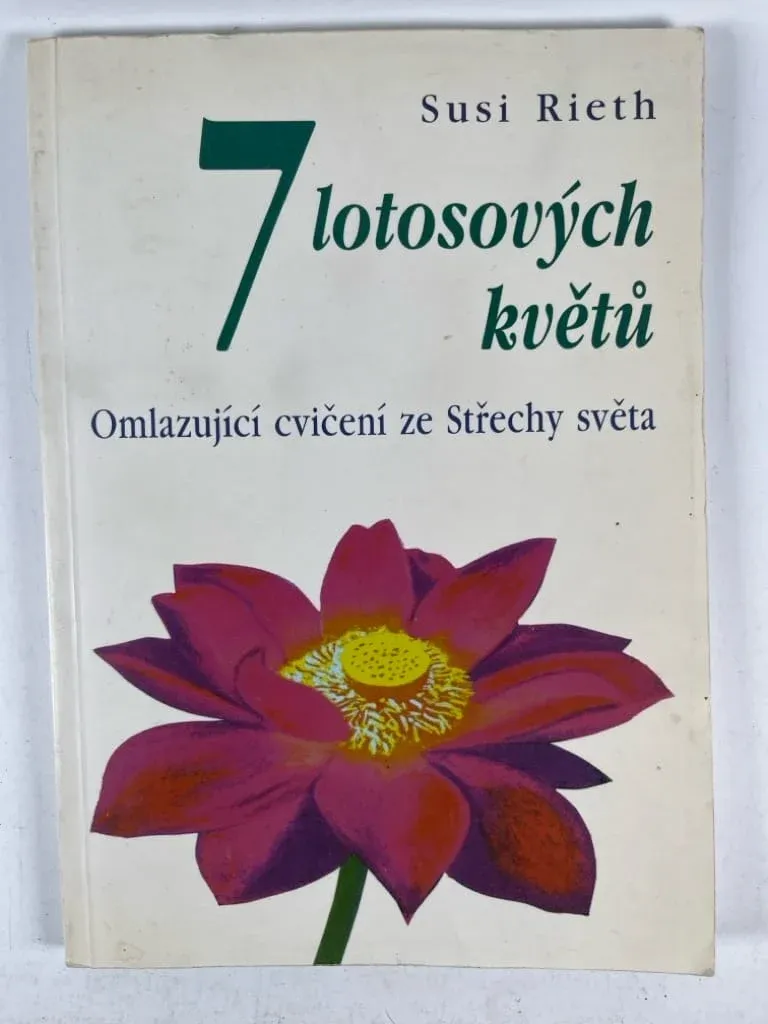 Susi Rieth
7 lotosových
květů
Omlazující cvičení ze Střechy světa